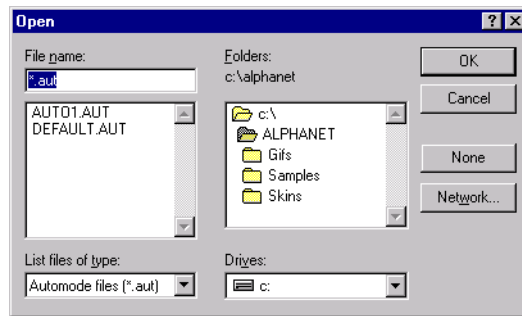 Open
File name:
*.aut
AUTO1.AUT
DEFAULT.AUT
List files of type:
Automode files (*.aut)
Folders:
c:\alphanet
c:\
ALPHANET
Gifs
Samples
Skins
Drives:
c:
OK
Cancel
None
Network...